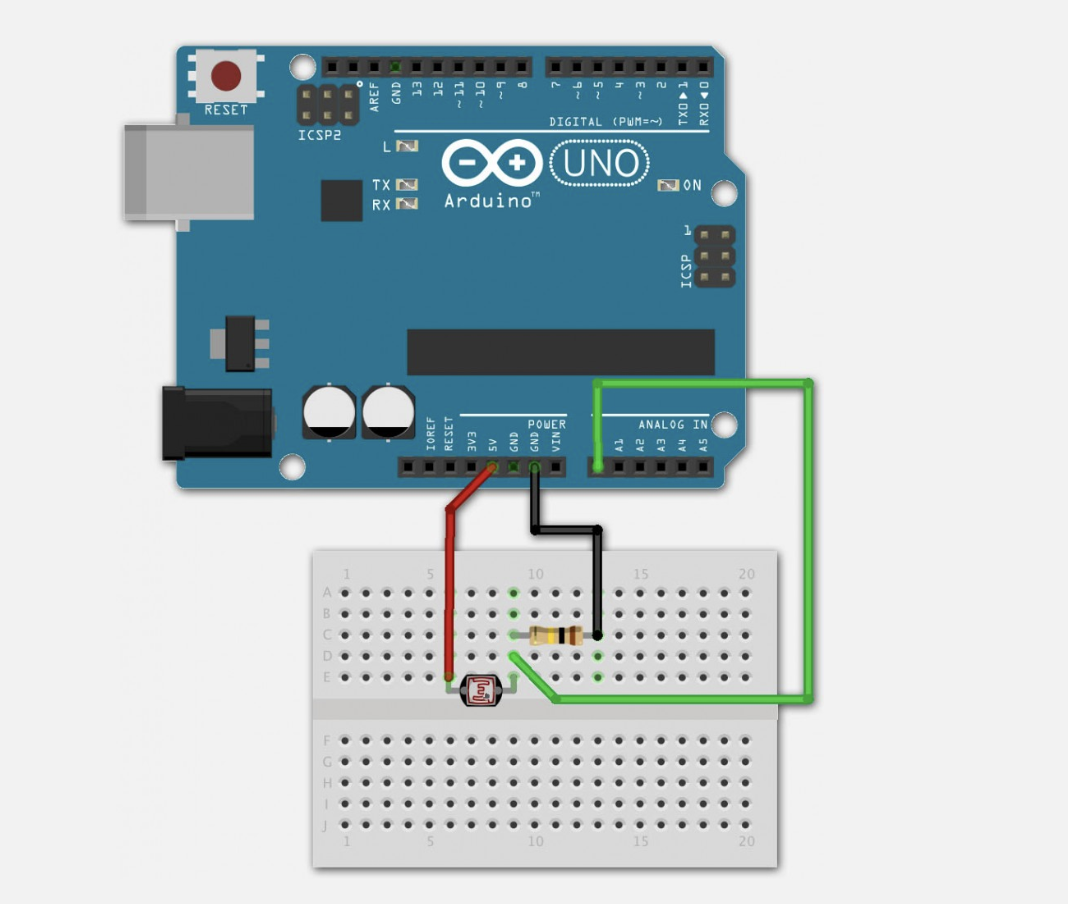 RESET
ICSP2
AREF
GND
13
12
~11
~10
~9
8
7
~6
~5
4
~3
2
TX0▶1
RX0◀0
DIGITAL (PWM=~)
L
TX
RX
UNO
Arduino™
ON
1
ICSP
IOREF
RESET
3V3
5V
GND
GND
VIN
POWER
ANALOG IN
A1
A2
A3
A4
A5
1 5 10 15 20
A
B
C
D
E
F
G
H
I
J
1 5 10 15 20